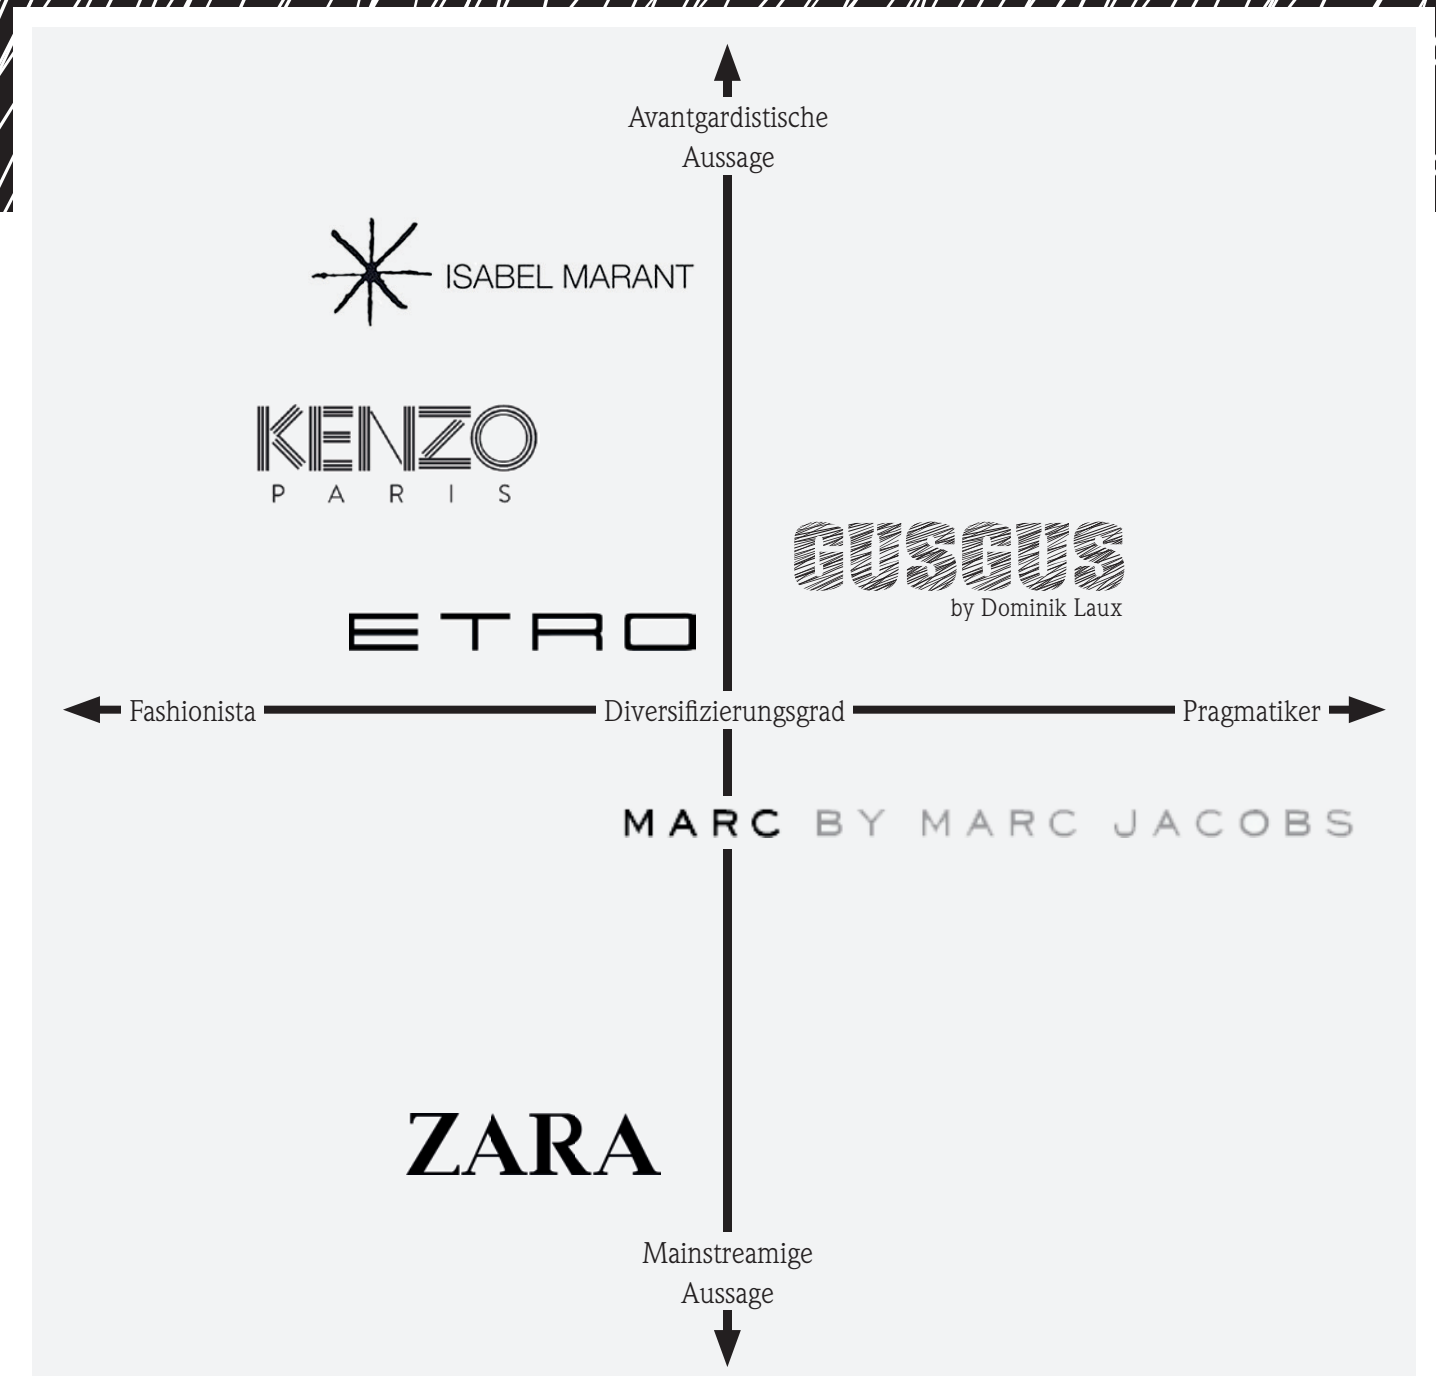 Avantgardistische
Aussage
ISABEL MARANT
KENZO
PARIS
GUSGUS
by Dominik Laux
ETRO
Fashionista Diversifizierungsgrad Pragmatiker
MARC BY MARC JACOBS
ZARA
Mainstreamige
Aussage